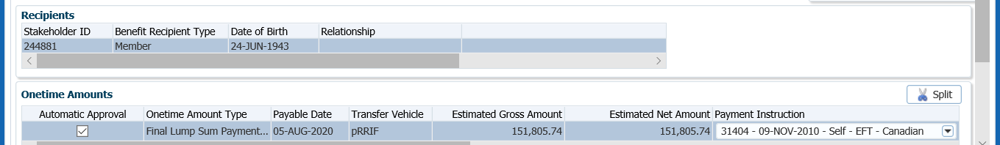 Recipients
Stakeholder ID Benefit Recipient Type Date of Birth Relationship
244881 Member 24-JUN-1943
Onetime Amounts Split
Automatic Approval Onetime Amount Type Payable Date Transfer Vehicle Estimated Gross Amount Estimated Net Amount Payment Instruction
Final Lump Sum Payment... 05-AUG-2020 pRRIF 151,805.74 151,805.74 31404 - 09-NOV-2010 - Self - EFT - Canadian